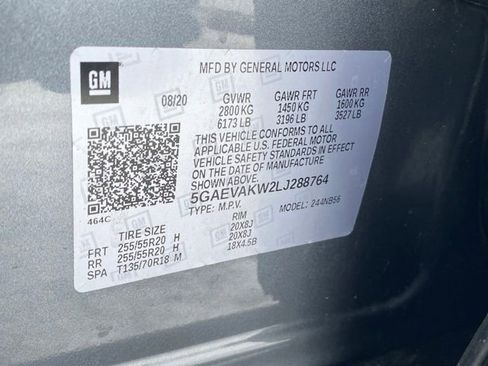 GM
MFD BY GENERAL MOTORS LLC
08/20 GVWR GAWR FRT GAWR RR
2800 KG 1450 KG 1600 KG
6173 LB 3196 LB 3527 LB
THIS VEHICLE CONFORMS TO ALL APPLICABLE
U.S. FEDERAL MOTOR
VEHICLE SAFETY STANDARDS IN EFFECT
ON THE DATE OF MANUFACTURE
5GAEVAKW2LJ288764
TYPE: M.P.V. MODEL: 244NB56
464C
TIRE SIZE RIM
FRT 255/55R20 H 20X8J
RR 255/55R20 H 20X8J
SPA T135/70R18 M 18X4.5B